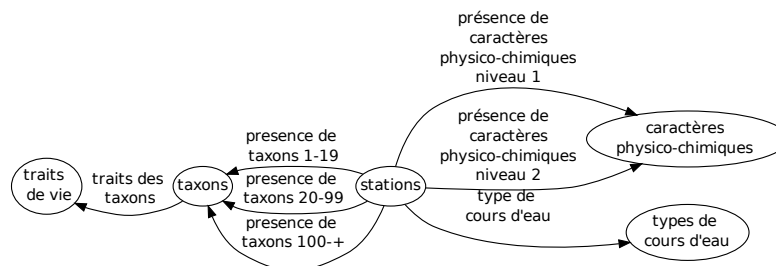 présence de
caractères
physico-chimiques
niveau 1
présence de
caractères
physico-chimiques
niveau 2
caractères
physico-chimiques
presence de
taxons 1-19
traits
de vie
traits des
taxons
taxons
presence de
taxons 20-99
stations
type de
cours d'eau
presence de
taxons 100-+
types de
cours d'eau